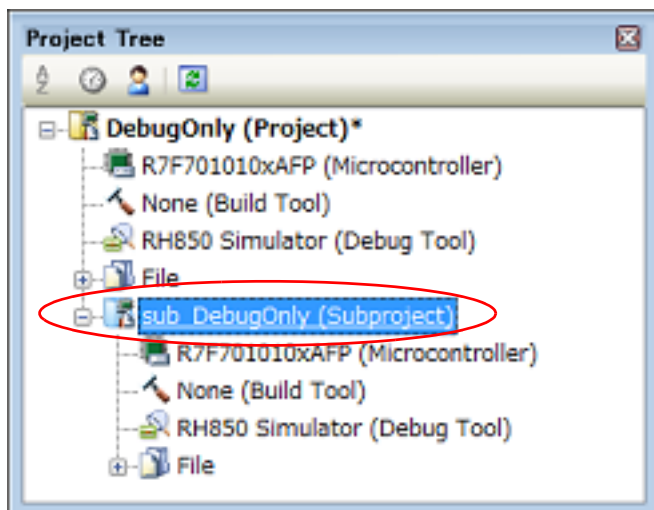 Project Tree
DebugOnly (Project)*
R7F701010xAFP (Microcontroller)
None (Build Tool)
RH850 Simulator (Debug Tool)
File
sub_DebugOnly (Subproject)
R7F701010xAFP (Microcontroller)
None (Build Tool)
RH850 Simulator (Debug Tool)
File